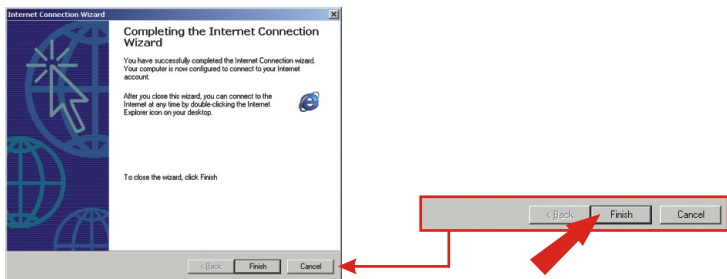 Internet Connection Wizard
Completing the Internet Connection
Wizard
You have successfully completed the Internet Connection wizard.
Your computer is now configured to connect to your Internet
account.
After you close this wizard, you can connect to the
Internet at any time by double-clicking the Internet
Explorer icon on your desktop.
To close the wizard, click Finish
< Back Finish Cancel
< Back Finish Cancel